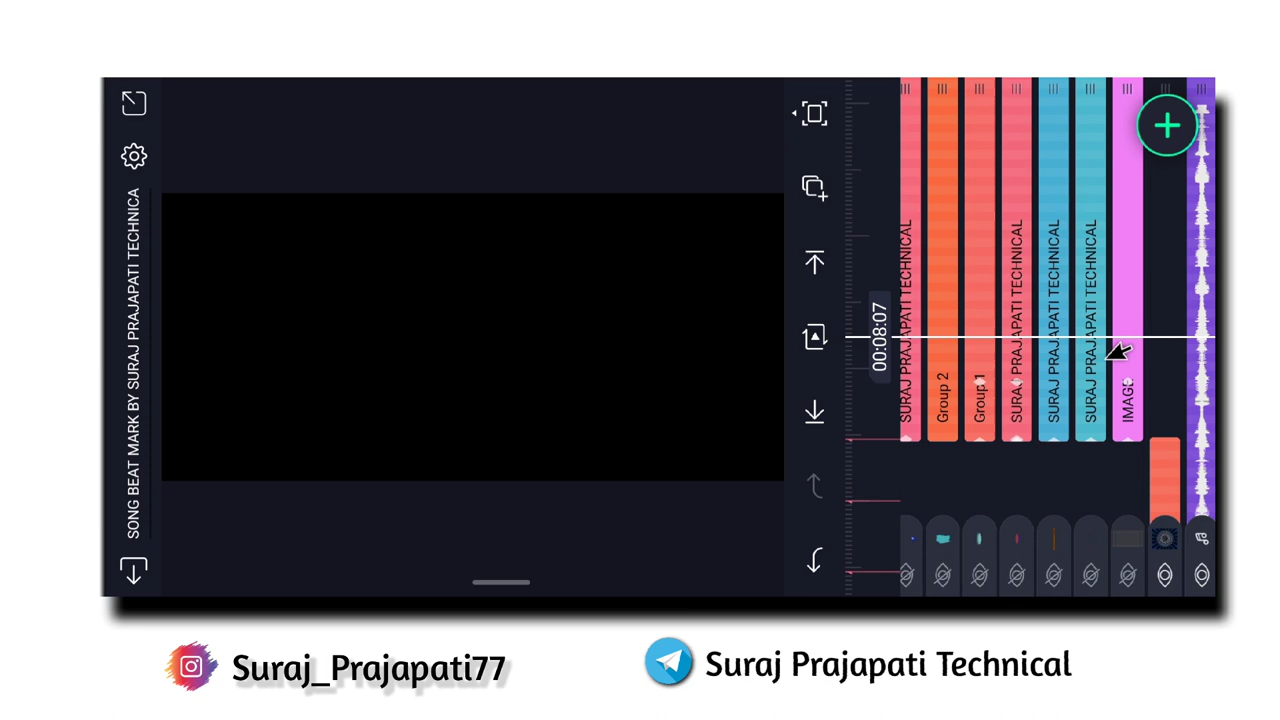 SONG BEAT MARK BY SURAJ PRAJAPATI TECHNICA
00:08:07
SURAJ PRAJAPATI TECHNICAL
Group 2
Group 1
SURAJ PRAJAPATI TECHNICAL
SURAJ PRAJAPATI TECHNICAL
SURAJ PRAJAPATI TECHNICAL
IMAGE
Suraj_Prajapati77
Suraj Prajapati Technical